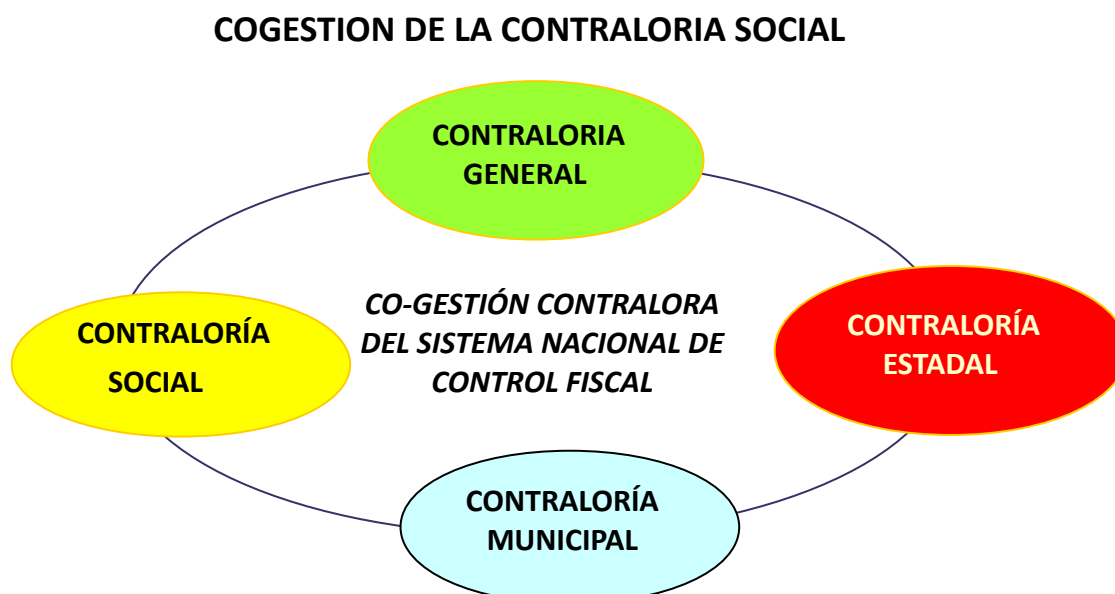 COGESTION DE LA CONTRALORIA SOCIAL
CONTRALORIA
GENERAL
CONTRALORÍA
SOCIAL
CO-GESTIÓN CONTRALORA
DEL SISTEMA NACIONAL DE
CONTROL FISCAL
CONTRALORÍA
ESTADAL
CONTRALORÍA
MUNICIPAL